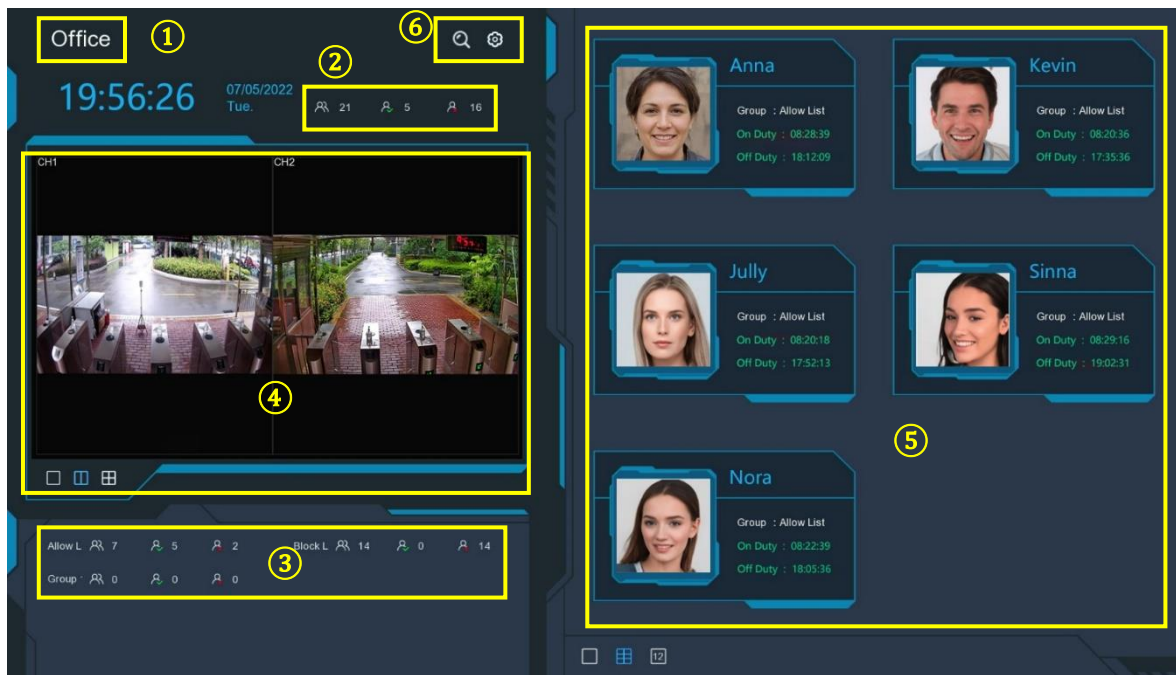 Office
①
⑥
19:56:26
07/05/2022
Tue.
②
21 5 16
CH1 CH2
④
Allow L 7 5 2 Block L 14 0 14
③
Group 0 0 0
Anna
Group : Allow List
On Duty : 08:28:39
Off Duty : 18:12:09
Kevin
Group : Allow List
On Duty : 08:20:36
Off Duty : 17:35:36
Jully
Group : Allow List
On Duty : 08:20:18
Off Duty : 17:52:13
Sinna
Group : Allow List
On Duty : 08:29:16
Off Duty : 19:02:31
⑤
Nora
Group : Allow List
On Duty : 08:22:39
Off Duty : 18:05:36
12